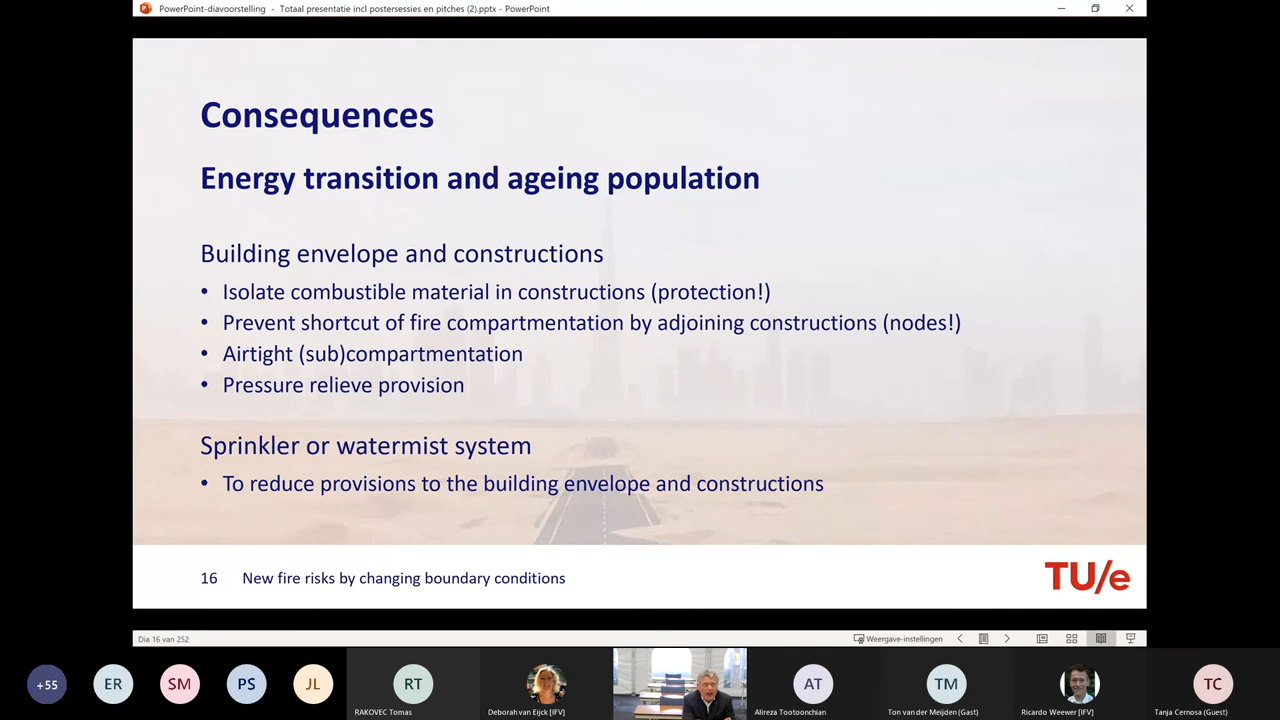 PowerPoint-diavoorstelling - Totaal presentatie incl postersessies en pitches (2).pptx - PowerPoint
Consequences
Energy transition and ageing population
Building envelope and constructions
• Isolate combustible material in constructions (protection!)
• Prevent shortcut of fire compartmentation by adjoining constructions (nodes!)
• Airtight (sub)compartmentation
• Pressure relieve provision
Sprinkler or watermist system
• To reduce provisions to the building envelope and constructions
16 New fire risks by changing boundary conditions
TU/e
Dia 16 van 252
Weergave-instellingen
+55 ER SM PS JL RT AT TM TC
RAKOVEC Tomas Deborah van Eijck [IFV] Alireza Tootoonchian Ton van der Meijden (Gast) Ricardo Weewer [IFV] Tanja Cernosa (Guest)